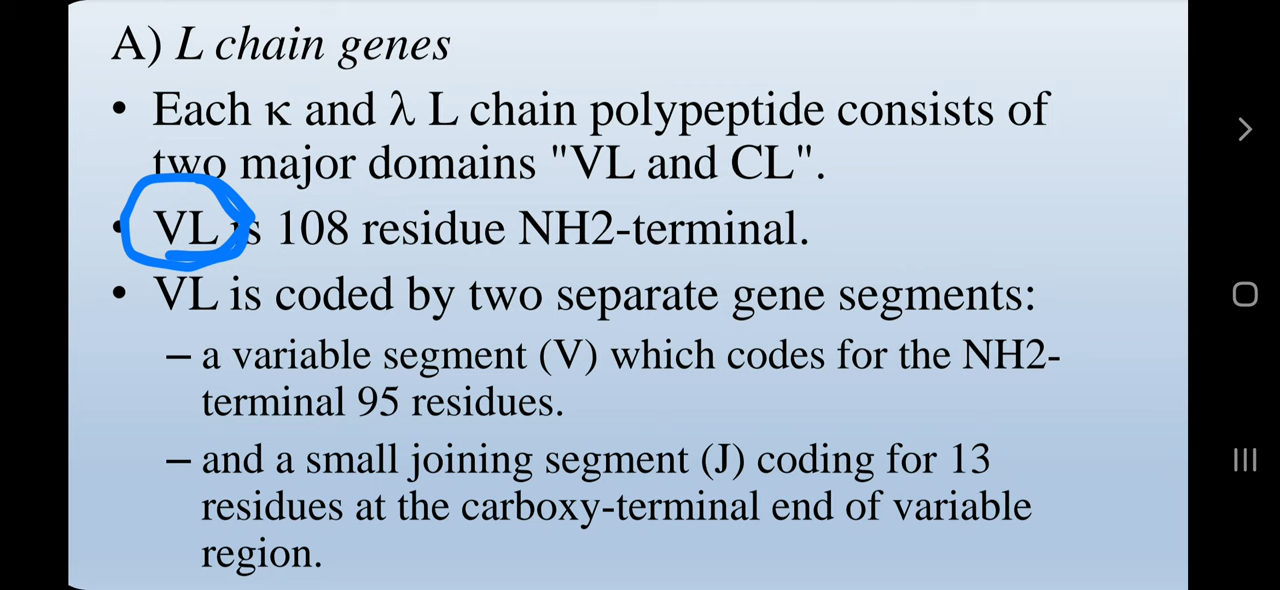 A) L chain genes
• Each κ and λ L chain polypeptide consists of
two major domains "VL and CL".
• VL is 108 residue NH2-terminal.
• VL is coded by two separate gene segments:
– a variable segment (V) which codes for the NH2-
terminal 95 residues.
– and a small joining segment (J) coding for 13
residues at the carboxy-terminal end of variable
region.